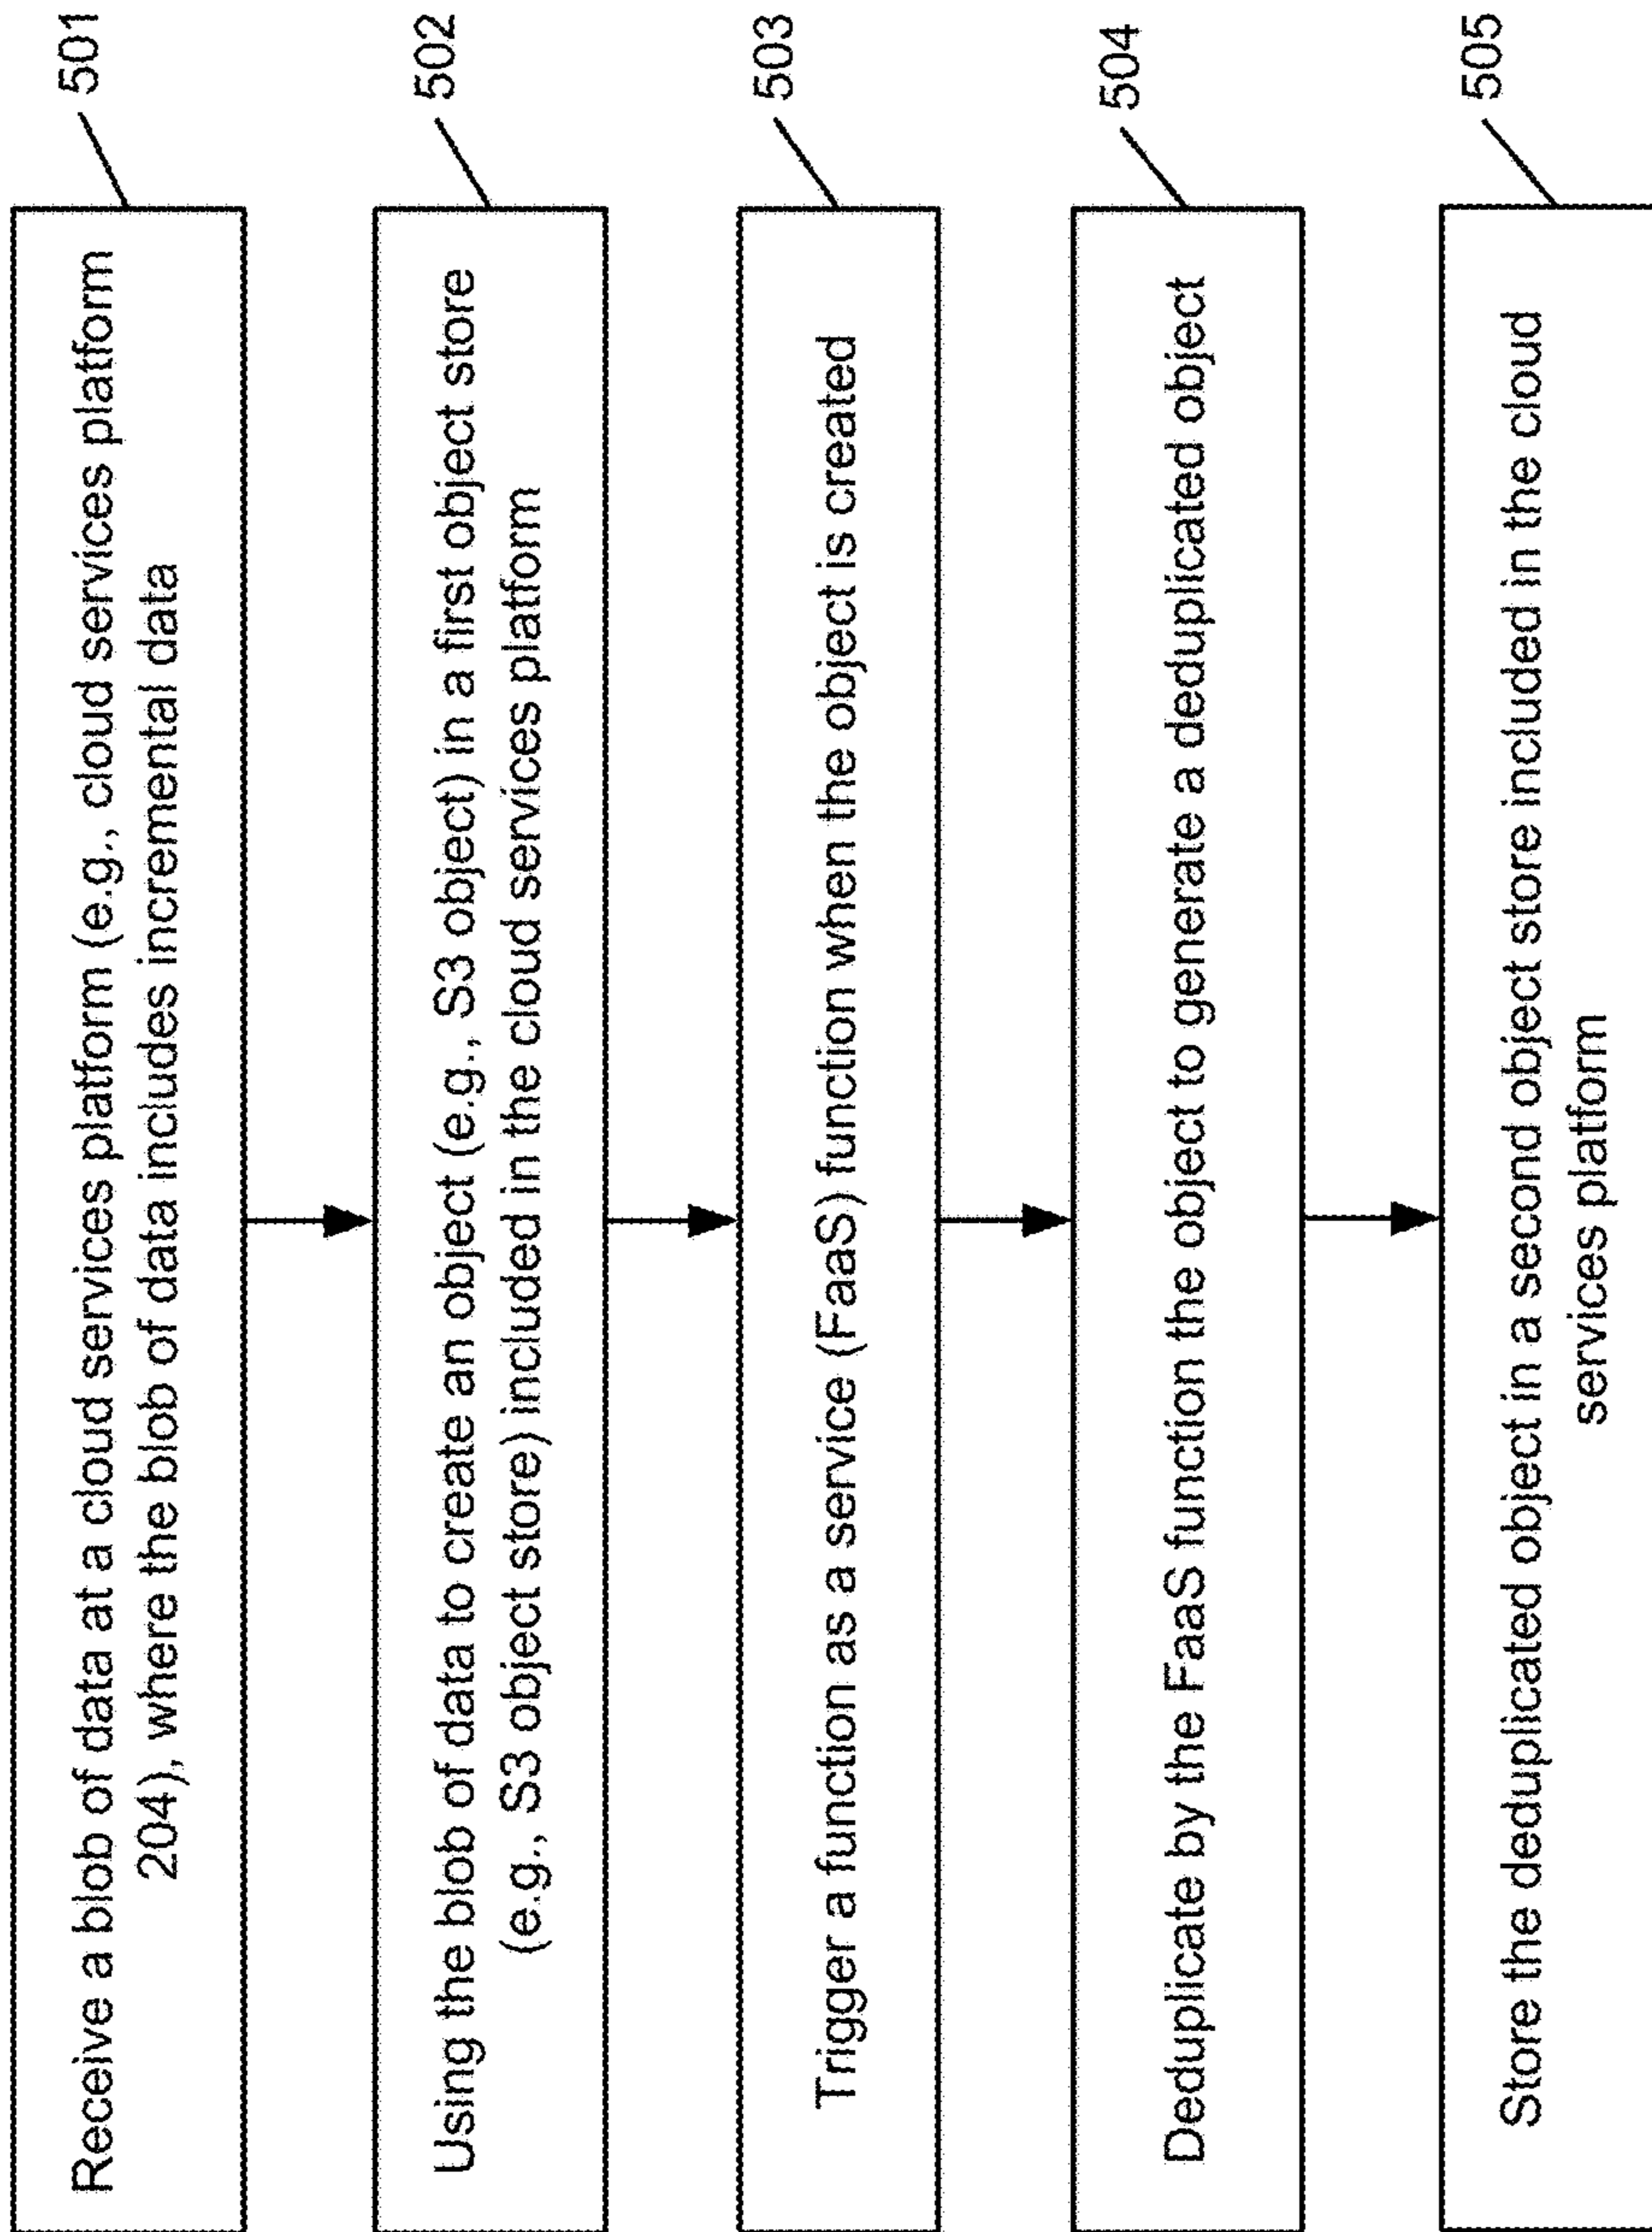 Receive a blob of data at a cloud services platform (e.g., cloud services platform
204), where the blob of data includes incremental data
501
Using the blob of data to create an object (e.g., S3 object) in a first object store
(e.g., S3 object store) included in the cloud services platform
502
Trigger a function as a service (FaaS) function when the object is created
503
Deduplicate by the FaaS function the object to generate a deduplicated object
504
Store the deduplicated object in a second object store included in the cloud
services platform
505